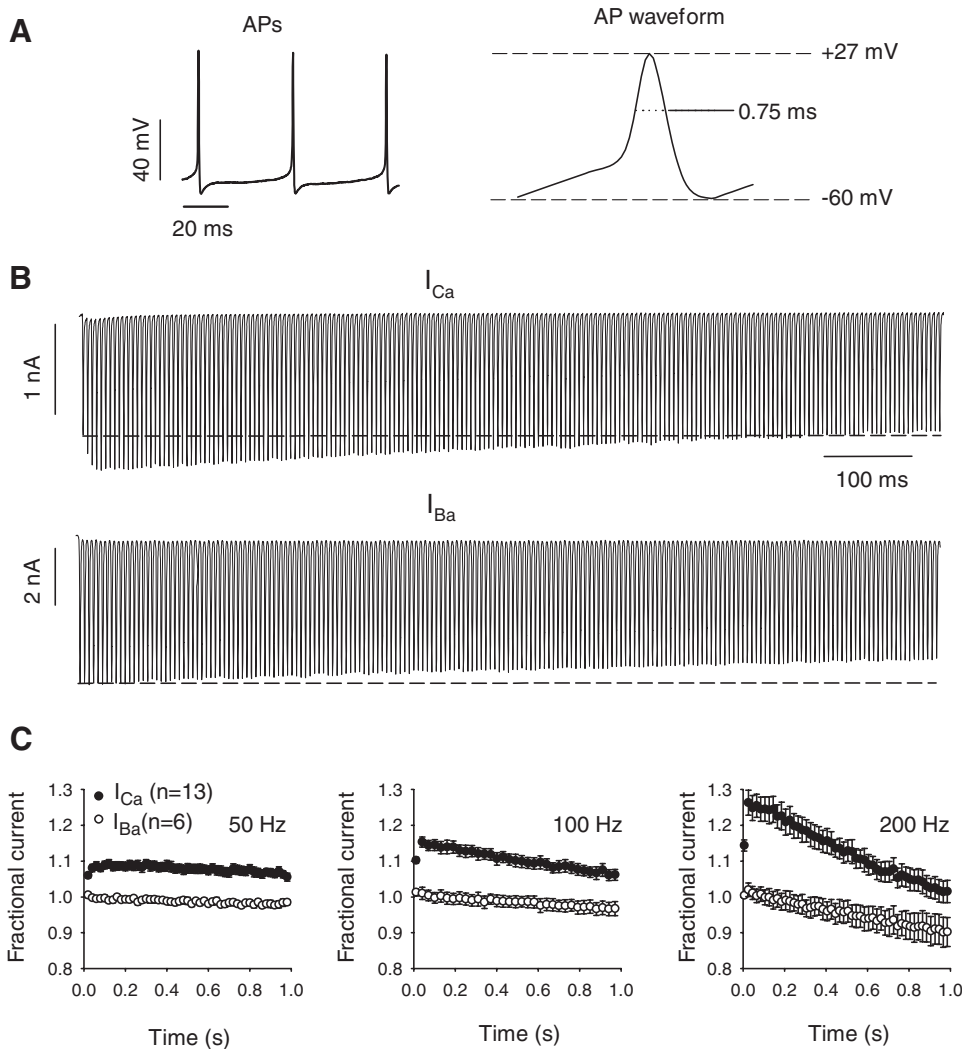 A
APs
AP waveform
+27 mV
0.75 ms
-60 mV
40 mV
20 ms
B
I_Ca
1 nA
100 ms
I_Ba
2 nA
C
Fractional current
1.3
1.2
1.1
1.0
0.9
0.8
I_Ca (n=13)
I_Ba(n=6)
50 Hz
0.0 0.2 0.4 0.6 0.8 1.0
Time (s)
Fractional current
1.3
1.2
1.1
1.0
0.9
0.8
100 Hz
0.0 0.2 0.4 0.6 0.8 1.0
Time (s)
Fractional current
1.3
1.2
1.1
1.0
0.9
0.8
200 Hz
0.0 0.2 0.4 0.6 0.8 1.0
Time (s)